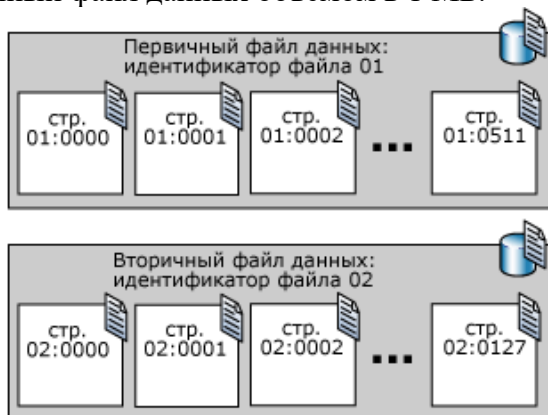 Первичный файл данных:
идентификатор файла 01
стр. 01:0000
стр. 01:0001
стр. 01:0002
...
стр. 01:0511
Вторичный файл данных:
идентификатор файла 02
стр. 02:0000
стр. 02:0001
стр. 02:0002
...
стр. 02:0127